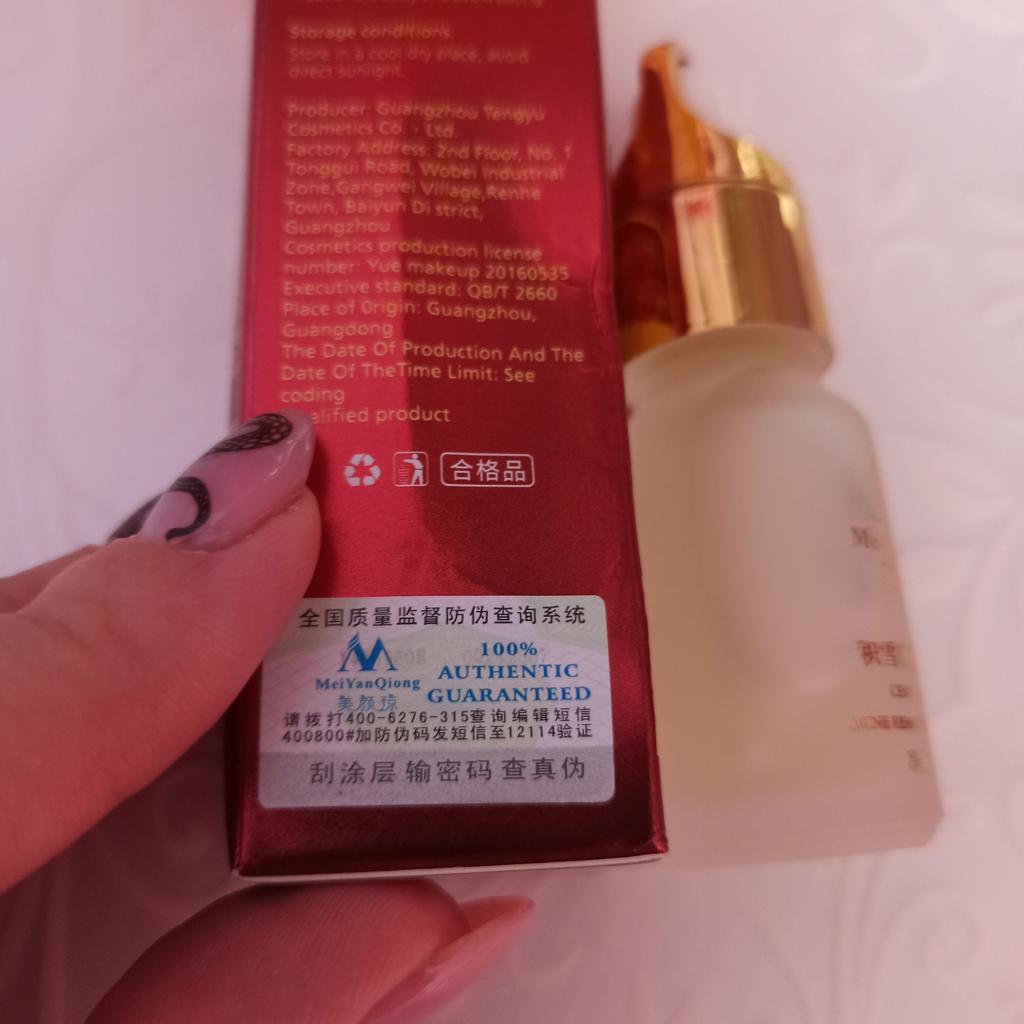 Storage conditions:
Store in a cool dry place, avoid
direct sunlight.
Producer: Guangzhou Tengyu
Cosmetics Co.·Ltd.
Factory Address: 2nd Floor, No. 1
Tonggui Road, Wobei Industrial
Zone,Gangwei Village,Renhe
Town, Baiyun Di strict,
Guangzhou
Cosmetics production license
number: Yue makeup 20160535
Executive standard: QB/T 2660
Place of Origin: Guangzhou,
Guangdong
The Date Of Production And The
Date Of TheTime Limit: See
coding
alified product
合格品
全国质量监督防伪查询系统
MeiYanQiong
美颜琼
100%
AUTHENTIC
GUARANTEED
请拨打400-6276-315查询编辑短信
400800#加防伪码发短信至12114验证
刮涂层 输密码 查真伪
积雪